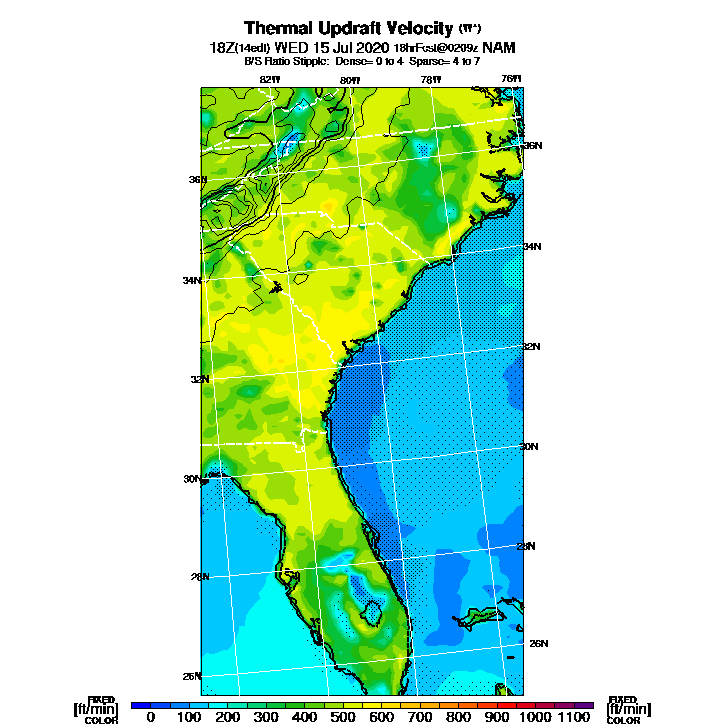 Thermal Updraft Velocity (W*)
18Z(14edt) WED 15 Jul 2020 18hrFcst@0209z NAM
B/S Ratio Stipple: Dense= 0 to 4 Sparse= 4 to 7
82W 80W 78W 76W
36N 36N
34N 34N
32N 32N
30N 30N
28N 28N
26N 26N
FIXED FIXED
[ft/min] 0 100 200 300 400 500 600 700 800 900 1000 1100 [ft/min]
COLOR COLOR